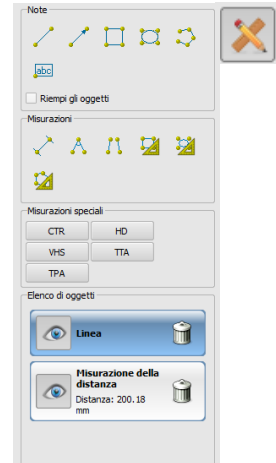 Note
abc
Riempi gli oggetti
Misurazioni
Misurazioni speciali
CTR
HD
VHS
TTA
TPA
Elenco di oggetti
Linea
Misurazione della
distanza
Distanza: 200.18
mm